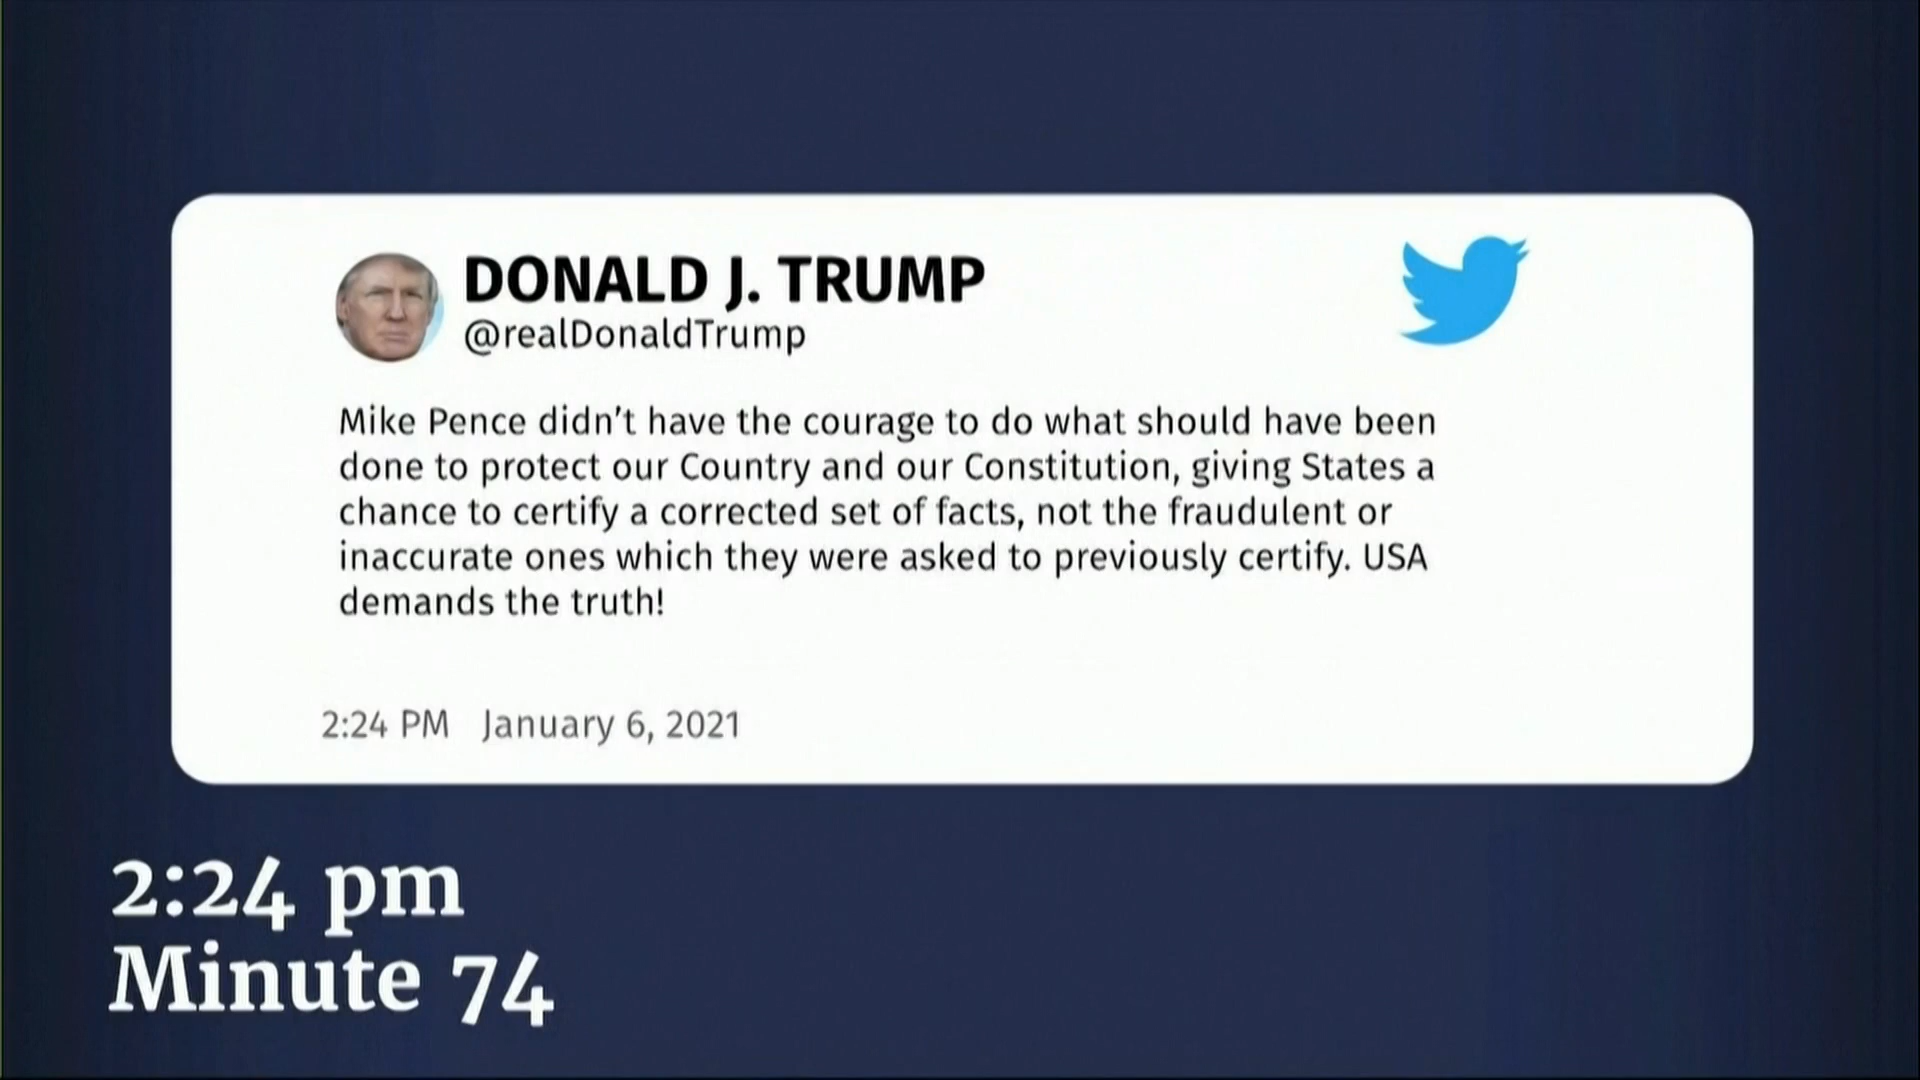 DONALD J. TRUMP
@realDonaldTrump
Mike Pence didn’t have the courage to do what should have been
done to protect our Country and our Constitution, giving States a
chance to certify a corrected set of facts, not the fraudulent or
inaccurate ones which they were asked to previously certify. USA
demands the truth!
2:24 PM January 6, 2021
2:24 pm
Minute 74